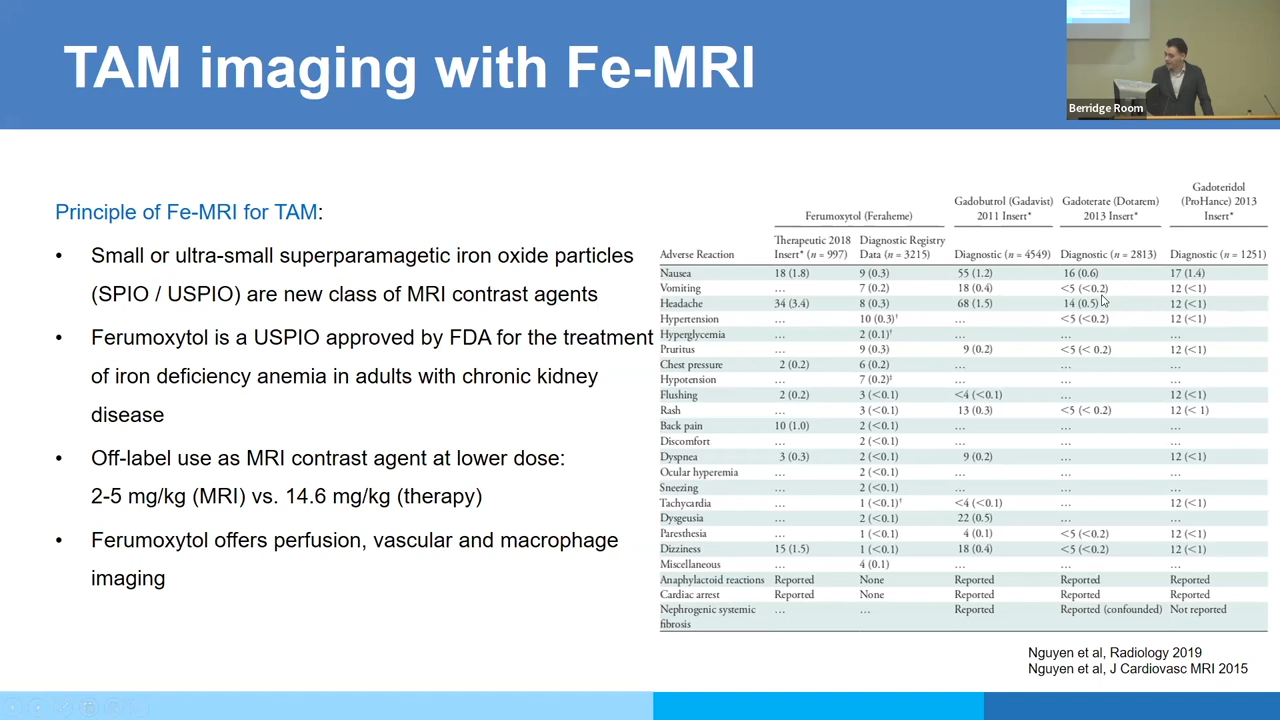 TAM imaging with Fe-MRI
Berridge Room
Principle of Fe-MRI for TAM:
• Small or ultra-small superparamagetic iron oxide particles
(SPIO / USPIO) are new class of MRI contrast agents
• Ferumoxytol is a USPIO approved by FDA for the treatment
of iron deficiency anemia in adults with chronic kidney
disease
• Off-label use as MRI contrast agent at lower dose:
2-5 mg/kg (MRI) vs. 14.6 mg/kg (therapy)
• Ferumoxytol offers perfusion, vascular and macrophage
imaging
Gadoteridol
Gadobutrol (Gadavist) Gadoterate (Dotarem) (ProHance) 2013
Ferumoxytol (Feraheme) 2011 Insert* 2013 Insert* Insert*
Therapeutic 2018 Diagnostic Registry
Adverse Reaction Insert* (n = 997) Data (n = 3215) Diagnostic (n = 4549) Diagnostic (n = 2813) Diagnostic (n = 1251)
Nausea 18 (1.8) 9 (0.3) 55 (1.2) 16 (0.6) 17 (1.4)
Vomiting … 7 (0.2) 18 (0.4) <5 (<0.2) 12 (<1)
Headache 34 (3.4) 8 (0.3) 68 (1.5) 14 (0.5) 12 (<1)
Hypertension … 10 (0.3)† … <5 (<0.2) 12 (<1)
Hyperglycemia … 2 (0.1)† … … …
Pruritus … 9 (0.3) 9 (0.2) <5 (< 0.2) 12 (<1)
Chest pressure 2 (0.2) 6 (0.2) … … …
Hypotension … 7 (0.2)‡ … … …
Flushing 2 (0.2) 3 (<0.1) <4 (<0.1) … 12 (<1)
Rash … 3 (<0.1) 13 (0.3) <5 (< 0.2) 12 (< 1)
Back pain 10 (1.0) 2 (<0.1) … … …
Discomfort … 2 (<0.1) … … …
Dyspnea 3 (0.3) 2 (<0.1) 9 (0.2) … 12 (<1)
Ocular hyperemia … 2 (<0.1) … … …
Sneezing … 2 (<0.1) … … …
Tachycardia … 1 (<0.1)† <4 (<0.1) … 12 (<1)
Dysgeusia … 2 (<0.1) 22 (0.5) … …
Paresthesia … 1 (<0.1) 4 (0.1) <5 (<0.2) 12 (<1)
Dizziness 15 (1.5) 1 (<0.1) 18 (0.4) <5 (<0.2) 12 (<1)
Miscellaneous … 4 (0.1) … … …
Anaphylactoid reactions Reported None Reported Reported Reported
Cardiac arrest Reported None Reported Reported Reported
Nephrogenic systemic … … Reported Reported (confounded) Not reported
fibrosis
Nguyen et al, Radiology 2019
Nguyen et al, J Cardiovasc MRI 2015